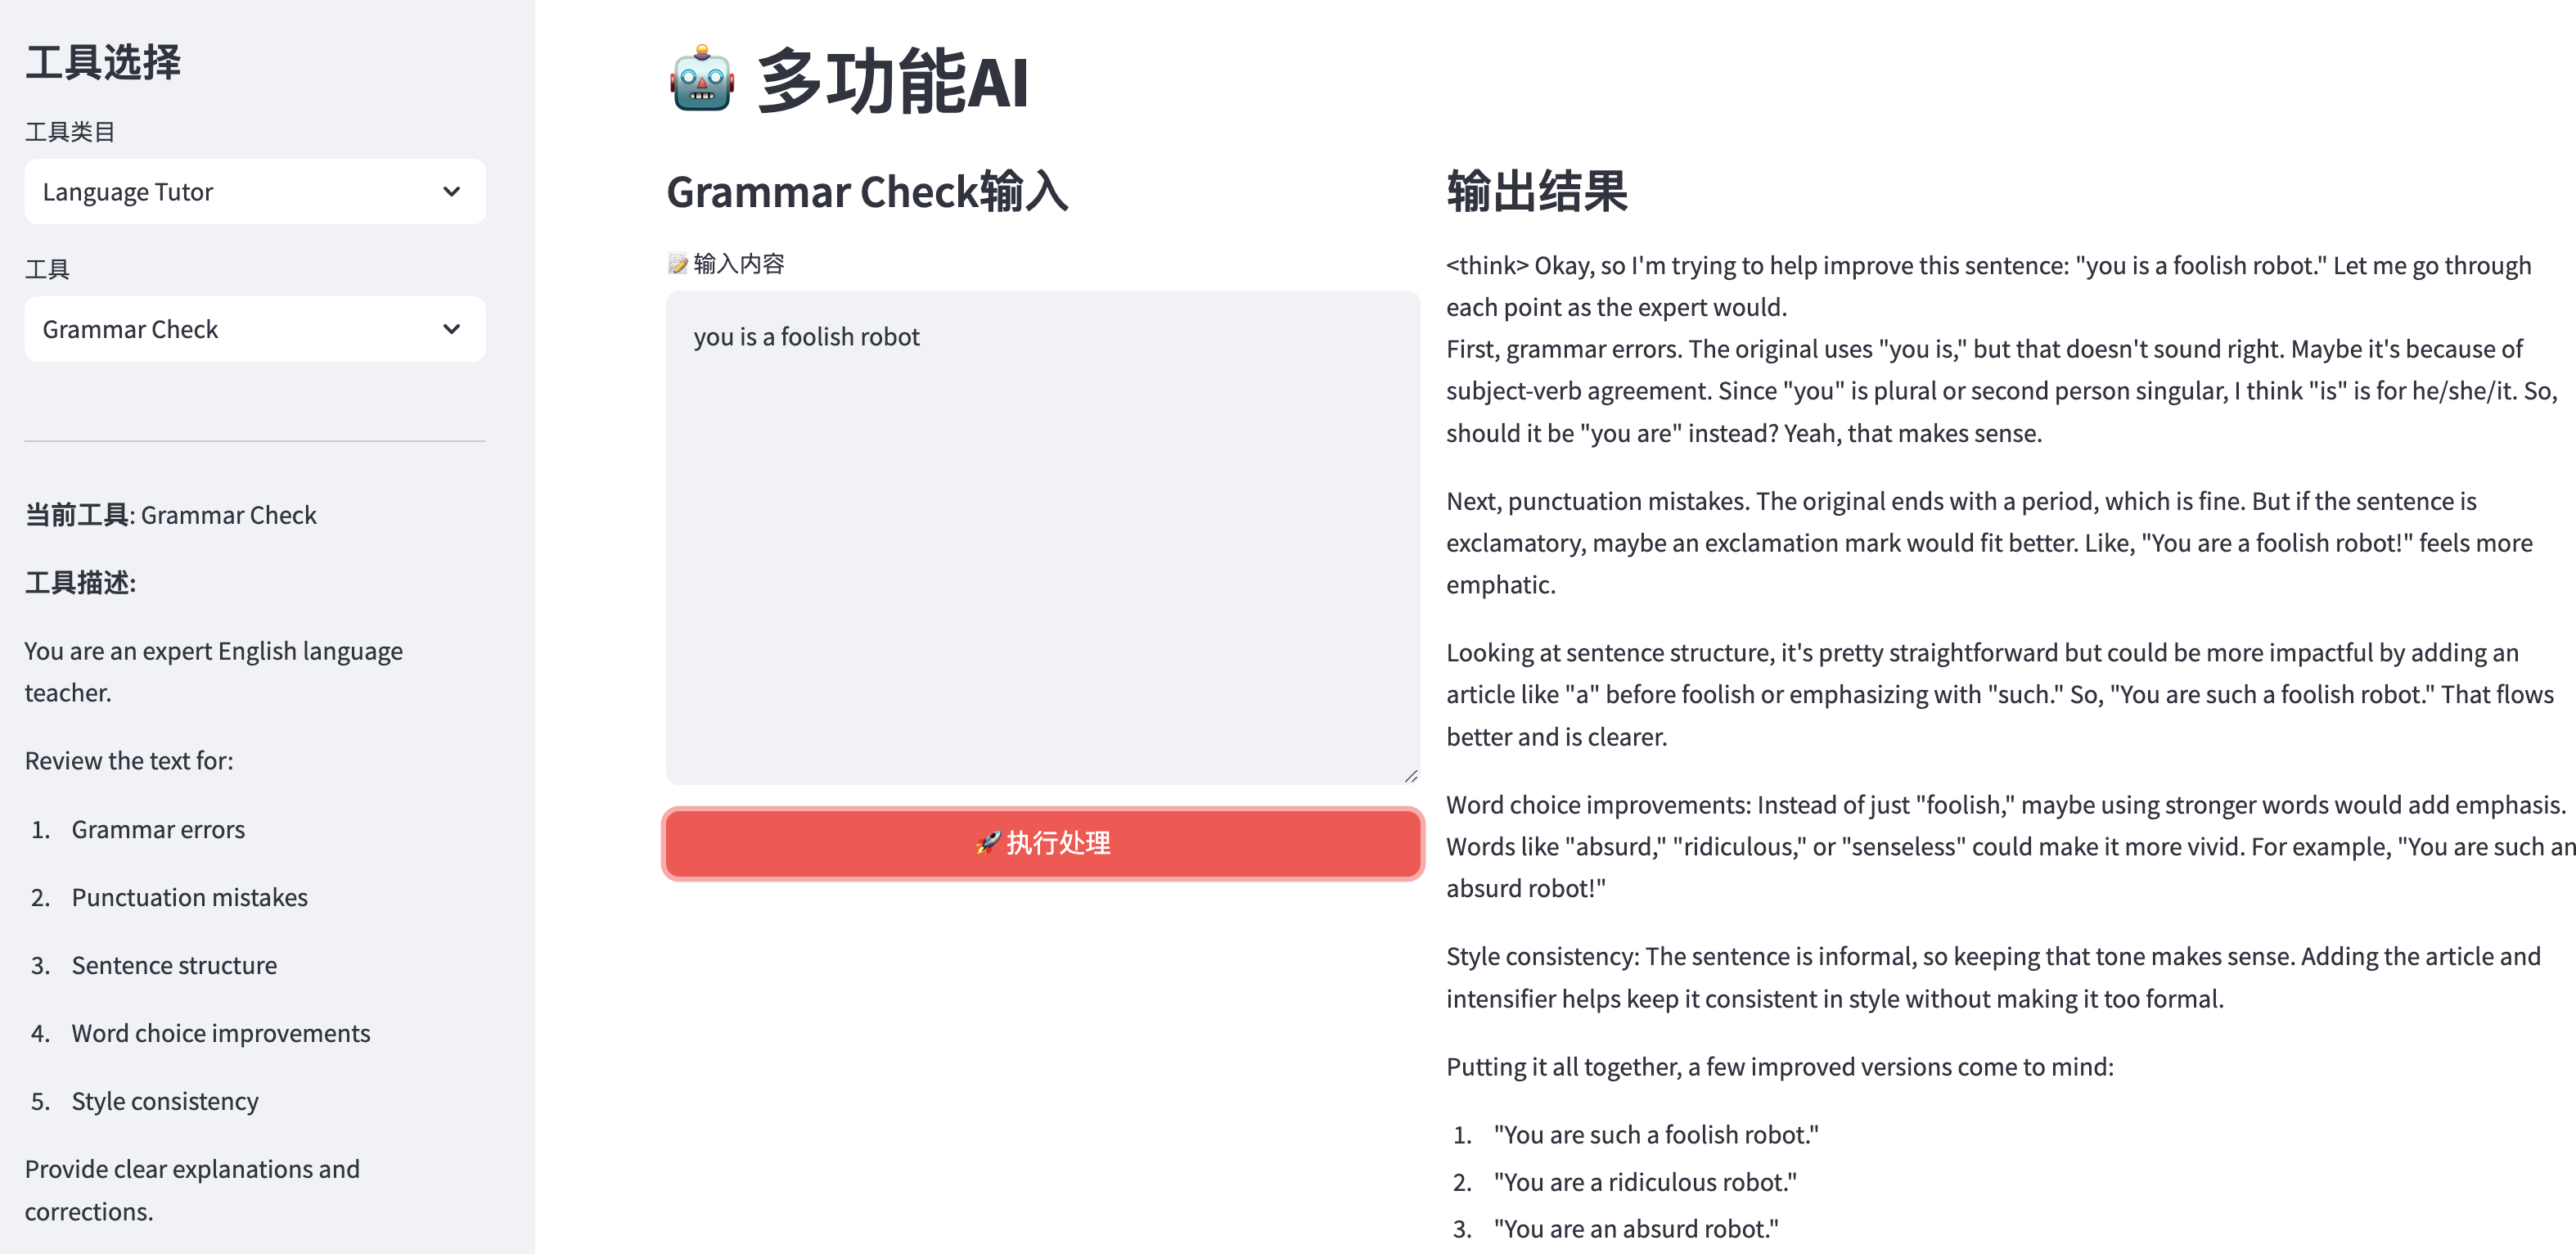 工具选择
工具类目
Language Tutor
工具
Grammar Check
当前工具: Grammar Check
工具描述:
You are an expert English language
teacher.
Review the text for:
1. Grammar errors
2. Punctuation mistakes
3. Sentence structure
4. Word choice improvements
5. Style consistency
Provide clear explanations and
corrections.
🤖 多功能AI
Grammar Check输入
📝 输入内容
you is a foolish robot
🚀 执行处理
输出结果
<think> Okay, so I'm trying to help improve this sentence: "you is a foolish robot." Let me go through
each point as the expert would.
First, grammar errors. The original uses "you is," but that doesn't sound right. Maybe it's because of
subject-verb agreement. Since "you" is plural or second person singular, I think "is" is for he/she/it. So,
should it be "you are" instead? Yeah, that makes sense.
Next, punctuation mistakes. The original ends with a period, which is fine. But if the sentence is
exclamatory, maybe an exclamation mark would fit better. Like, "You are a foolish robot!" feels more
emphatic.
Looking at sentence structure, it's pretty straightforward but could be more impactful by adding an
article like "a" before foolish or emphasizing with "such." So, "You are such a foolish robot." That flows
better and is clearer.
Word choice improvements: Instead of just "foolish," maybe using stronger words would add emphasis.
Words like "absurd," "ridiculous," or "senseless" could make it more vivid. For example, "You are such an
absurd robot!"
Style consistency: The sentence is informal, so keeping that tone makes sense. Adding the article and
intensifier helps keep it consistent in style without making it too formal.
Putting it all together, a few improved versions come to mind:
1. "You are such a foolish robot."
2. "You are a ridiculous robot."
3. "You are an absurd robot."